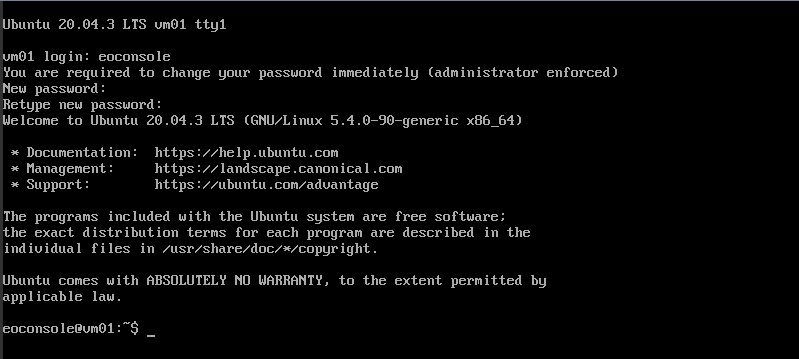 Ubuntu 20.04.3 LTS vm01 tty1
vm01 login: eoconsole
You are required to change your password immediately (administrator enforced)
New password:
Retype new password:
Welcome to Ubuntu 20.04.3 LTS (GNU/Linux 5.4.0-90-generic x86_64)
* Documentation:  https://help.ubuntu.com
* Management:     https://landscape.canonical.com
* Support:        https://ubuntu.com/advantage
The programs included with the Ubuntu system are free software;
the exact distribution terms for each program are described in the
individual files in /usr/share/doc/*/copyright.
Ubuntu comes with ABSOLUTELY NO WARRANTY, to the extent permitted by
applicable law.
eoconsole@vm01:~$ _